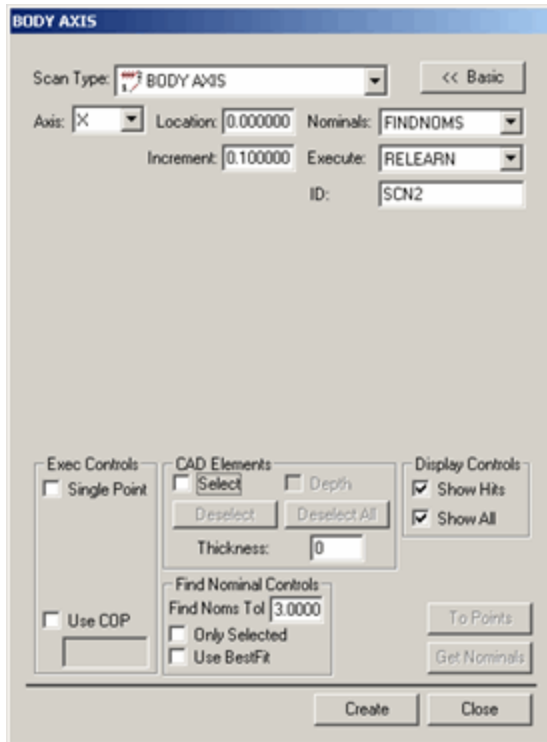 BODY AXIS
Scan Type: BODY AXIS << Basic
Axis: X Location: 0.000000 Nominals: FINDNOMS
Increment: 0.100000 Execute: RELEARN
ID: SCN2
Exec Controls
Single Point
Use COP
CAD Elements
Select Depth
Deselect Deselect All
Thickness: 0
Display Controls
Show Hits
Show All
Find Nominal Controls
Find Noms Tol 3.0000
Only Selected
Use BestFit
To Points
Get Nominals
Create Close